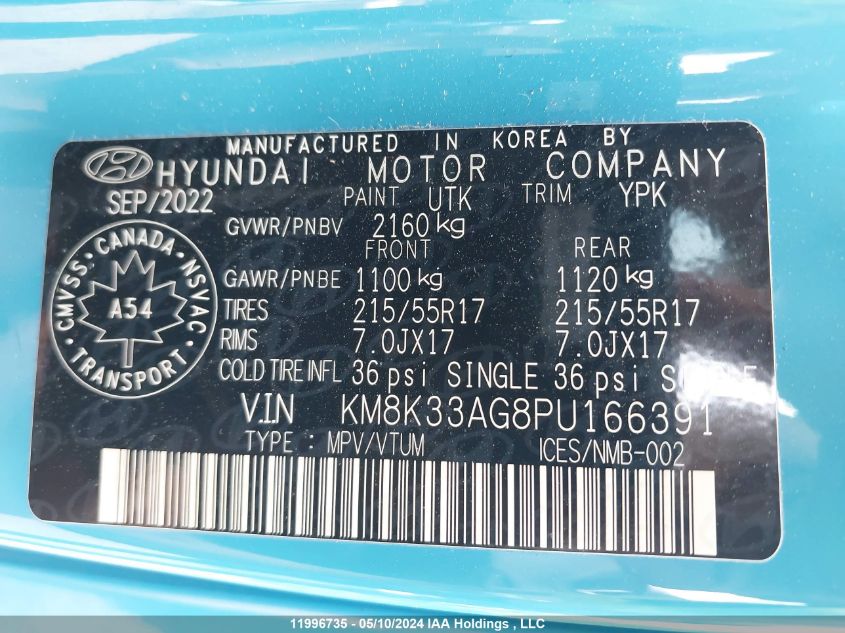 MANUFACTURED IN KOREA BY
HYUNDAI MOTOR COMPANY
SEP/2022 PAINT UTK TRIM YPK
GVWR/PNBV 2160 kg
FRONT REAR
GAWR/PNBE 1100 kg 1120 kg
TIRES 215/55R17 215/55R17
RIMS 7.0JX17 7.0JX17
COLD TIRE INFL 36 psi SINGLE 36 psi SINGLE
VIN KM8K33AG8PU166391
TYPE : MPV/VTUM ICES/NMB-002
CMVSS · CANADA · NSVAC · TRANSPORT
A54
11996735 - 05/10/2024 IAA Holdings , /2024